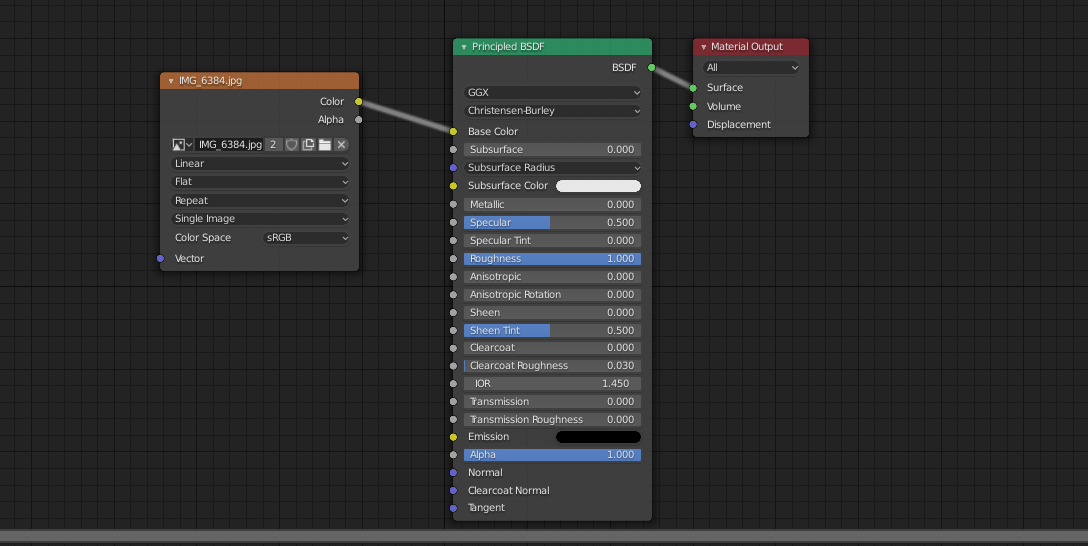 IMG_6384.jpg
Color
Alpha
IMG_6384.jpg 2
Linear
Flat
Repeat
Single Image
Color Space sRGB
Vector
Principled BSDF
BSDF
GGX
Christensen-Burley
Base Color
Subsurface 0.000
Subsurface Radius
Subsurface Color
Metallic 0.000
Specular 0.500
Specular Tint 0.000
Roughness 1.000
Anisotropic 0.000
Anisotropic Rotation 0.000
Sheen 0.000
Sheen Tint 0.500
Clearcoat 0.000
Clearcoat Roughness 0.030
IOR 1.450
Transmission 0.000
Transmission Roughness 0.000
Emission
Alpha 1.000
Normal
Clearcoat Normal
Tangent
Material Output
All
Surface
Volume
Displacement